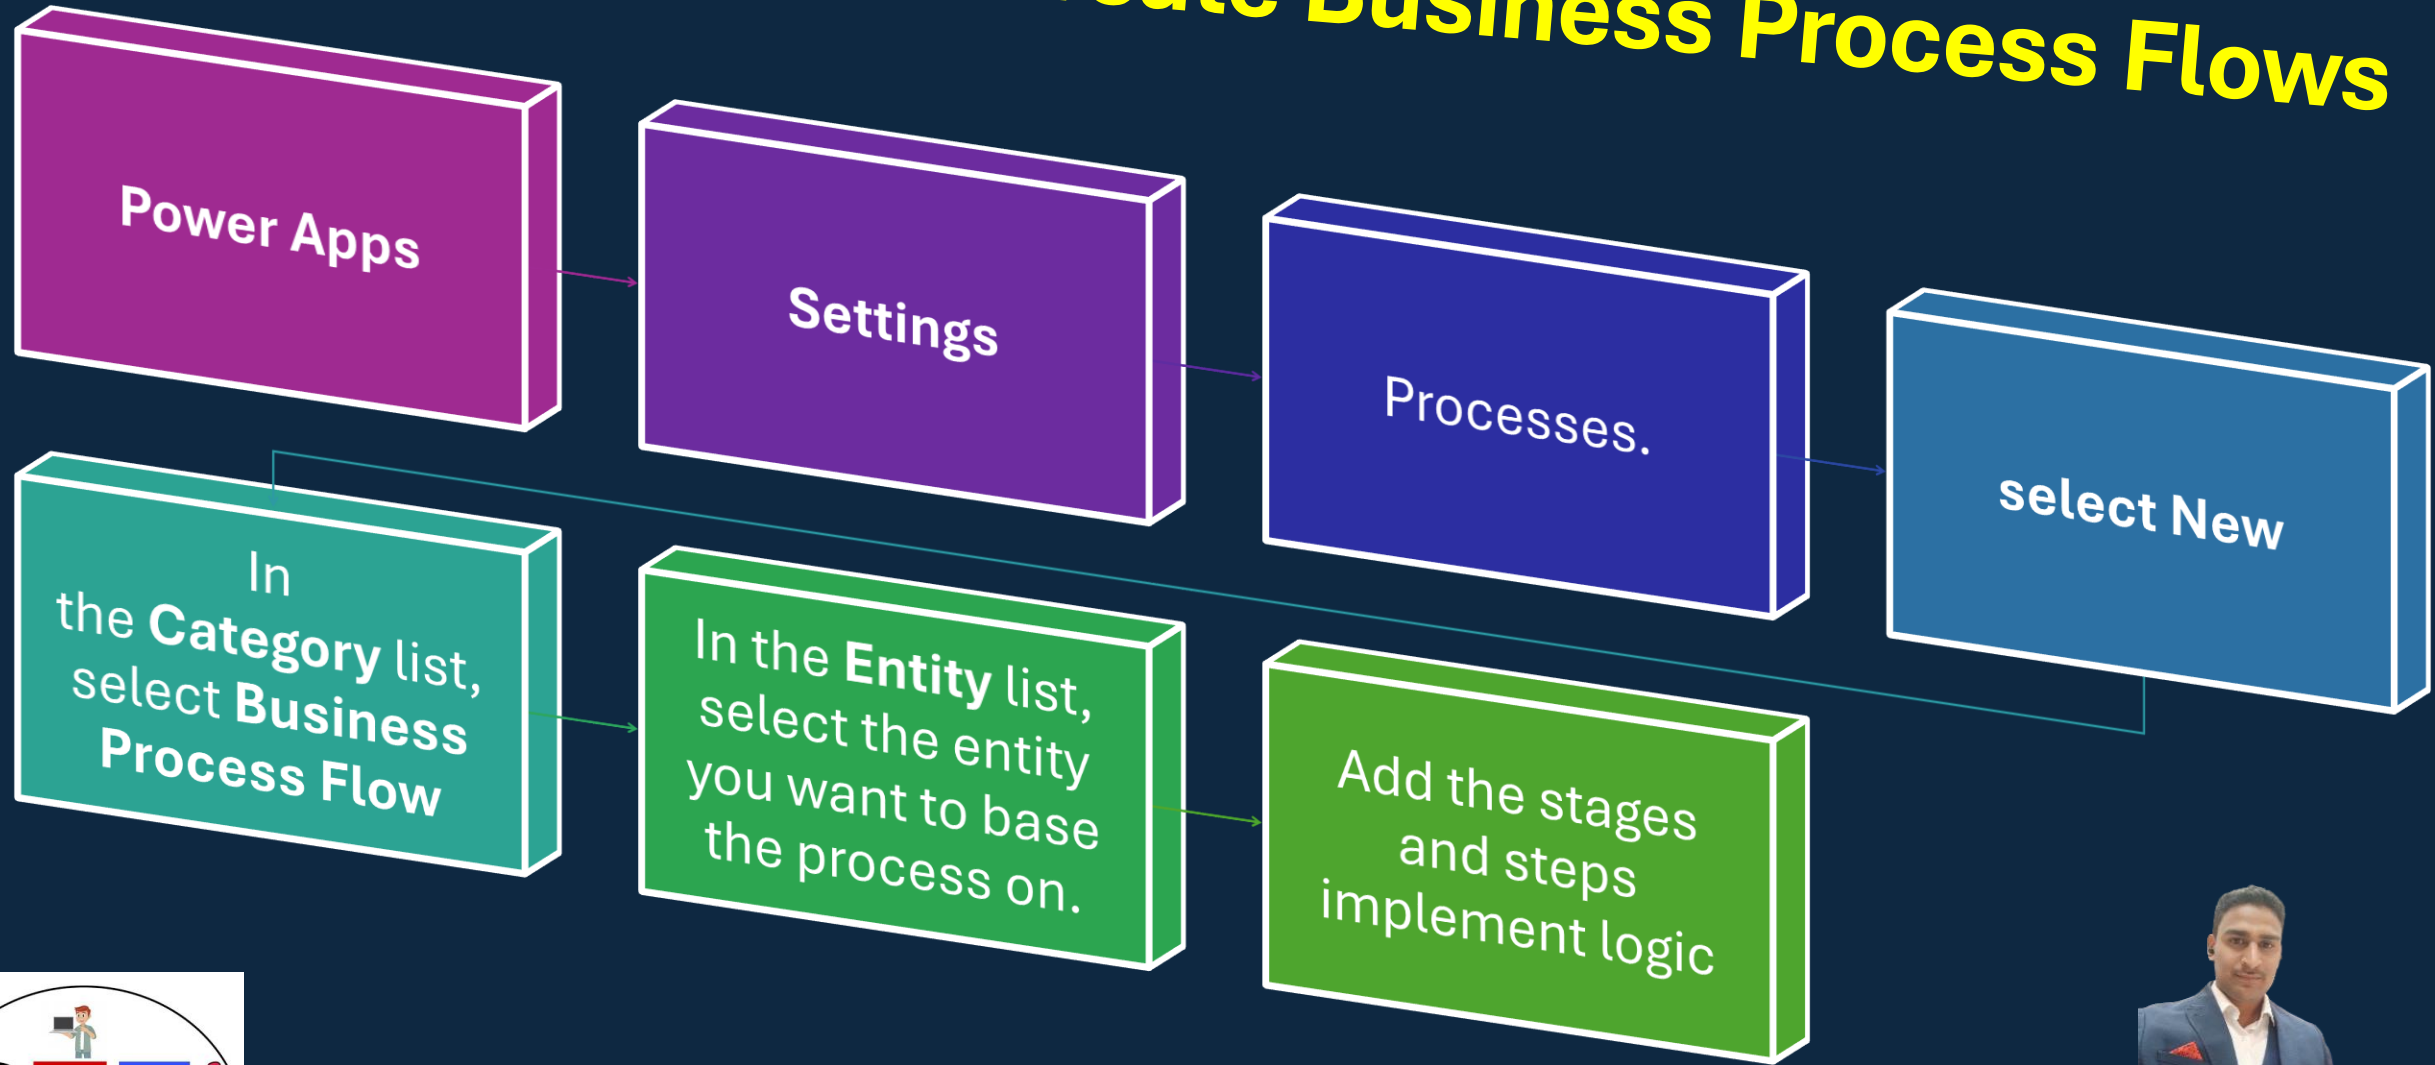 Business Process Flows
Power Apps
Settings
Processes.
select New
In
the Category list,
select Business
Process Flow
In the Entity list,
select the entity
you want to base
the process on.
Add the stages
and steps
implement logic